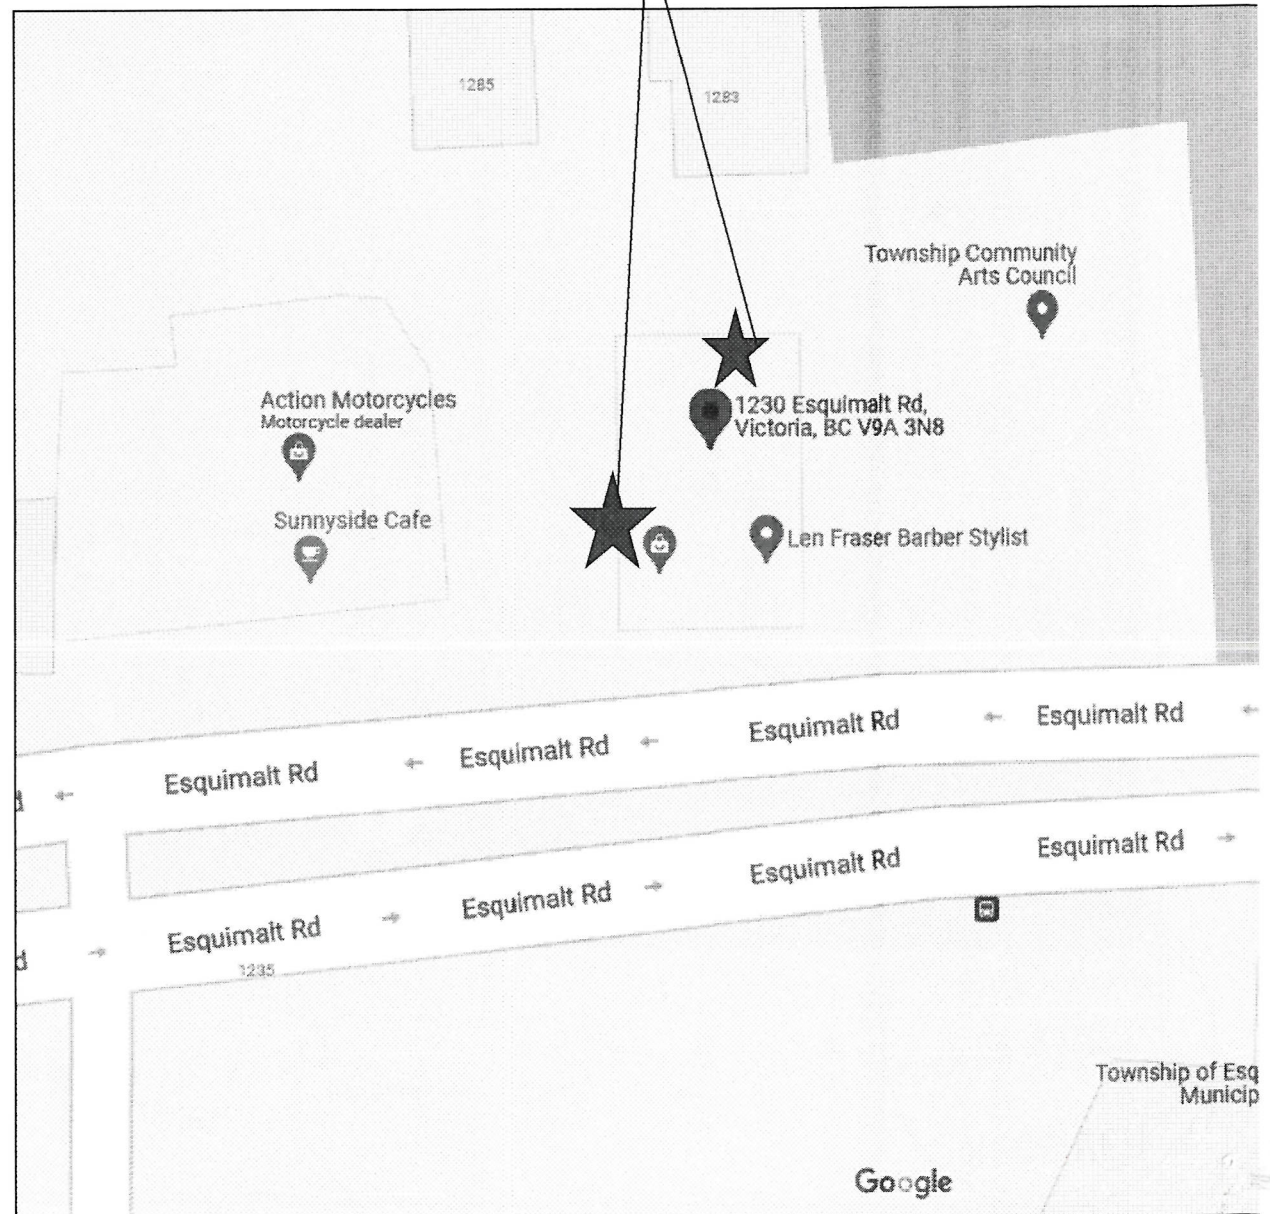 1285
1283
Township Community
Arts Council
Action Motorcycles
Motorcycle dealer
1230 Esquimalt Rd,
Victoria, BC V9A 3N8
Sunnyside Cafe
Len Fraser Barber Stylist
Esquimalt Rd
Esquimalt Rd
Esquimalt Rd
Esquimalt Rd
d
Esquimalt Rd
Esquimalt Rd
Esquimalt Rd
Esquimalt Rd
d
1235
Township of Esq
Municip
Google